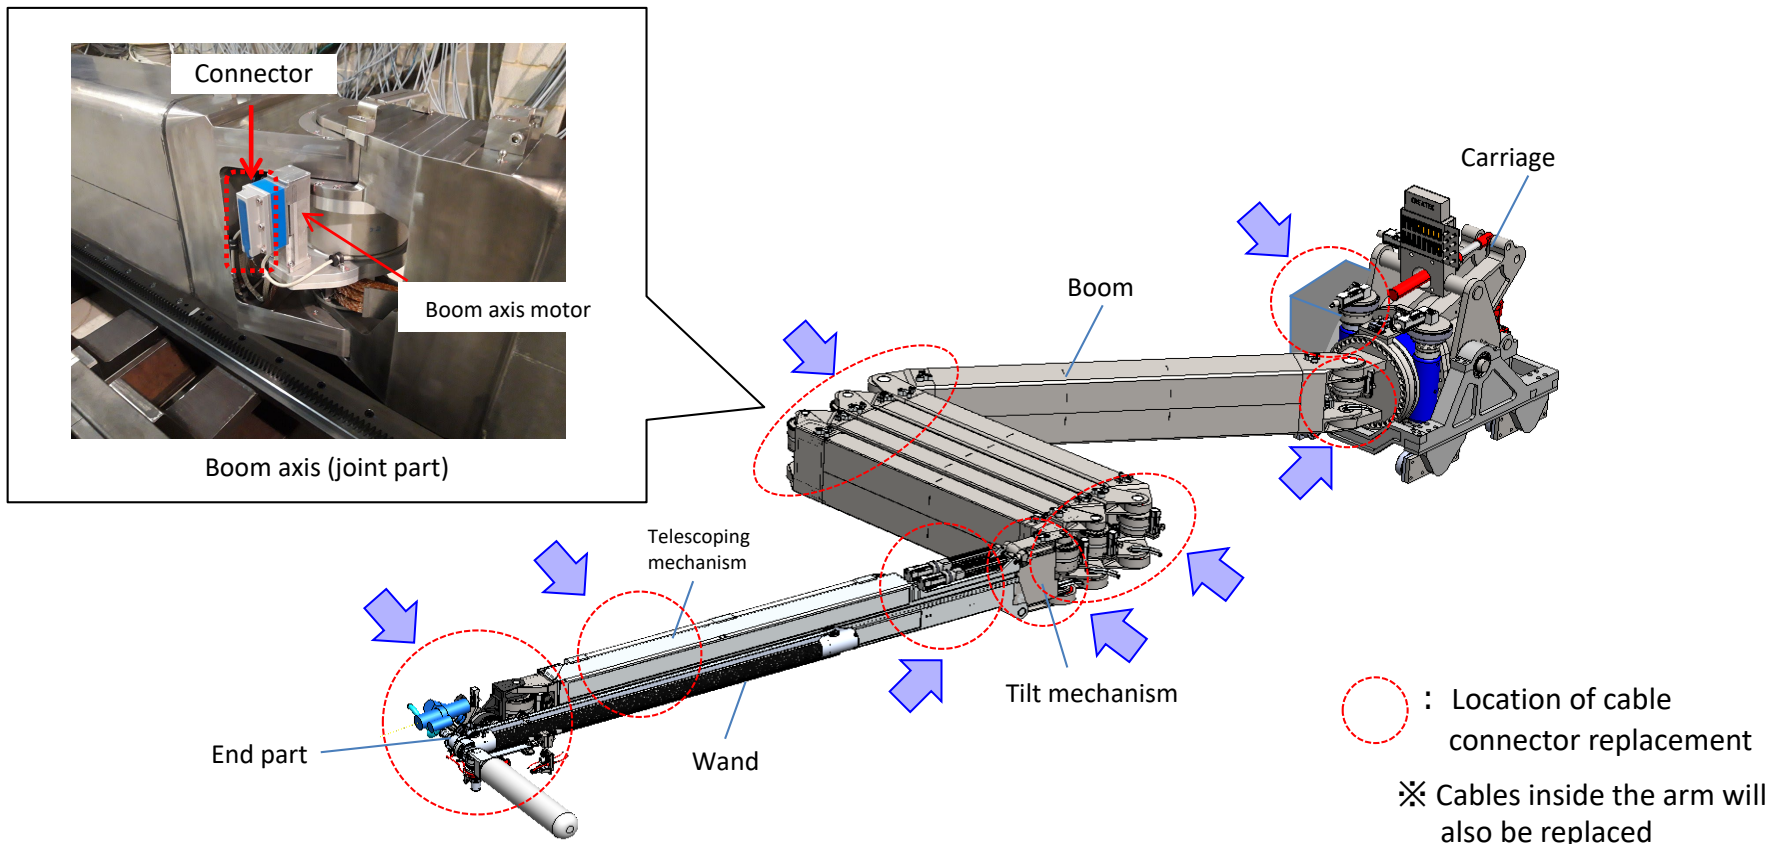 Connector
Boom axis motor
Boom axis (joint part)
Carriage
Boom
Telescoping
mechanism
Tilt mechanism
Wand
End part
: Location of cable
connector replacement
※ Cables inside the arm will
also be replaced